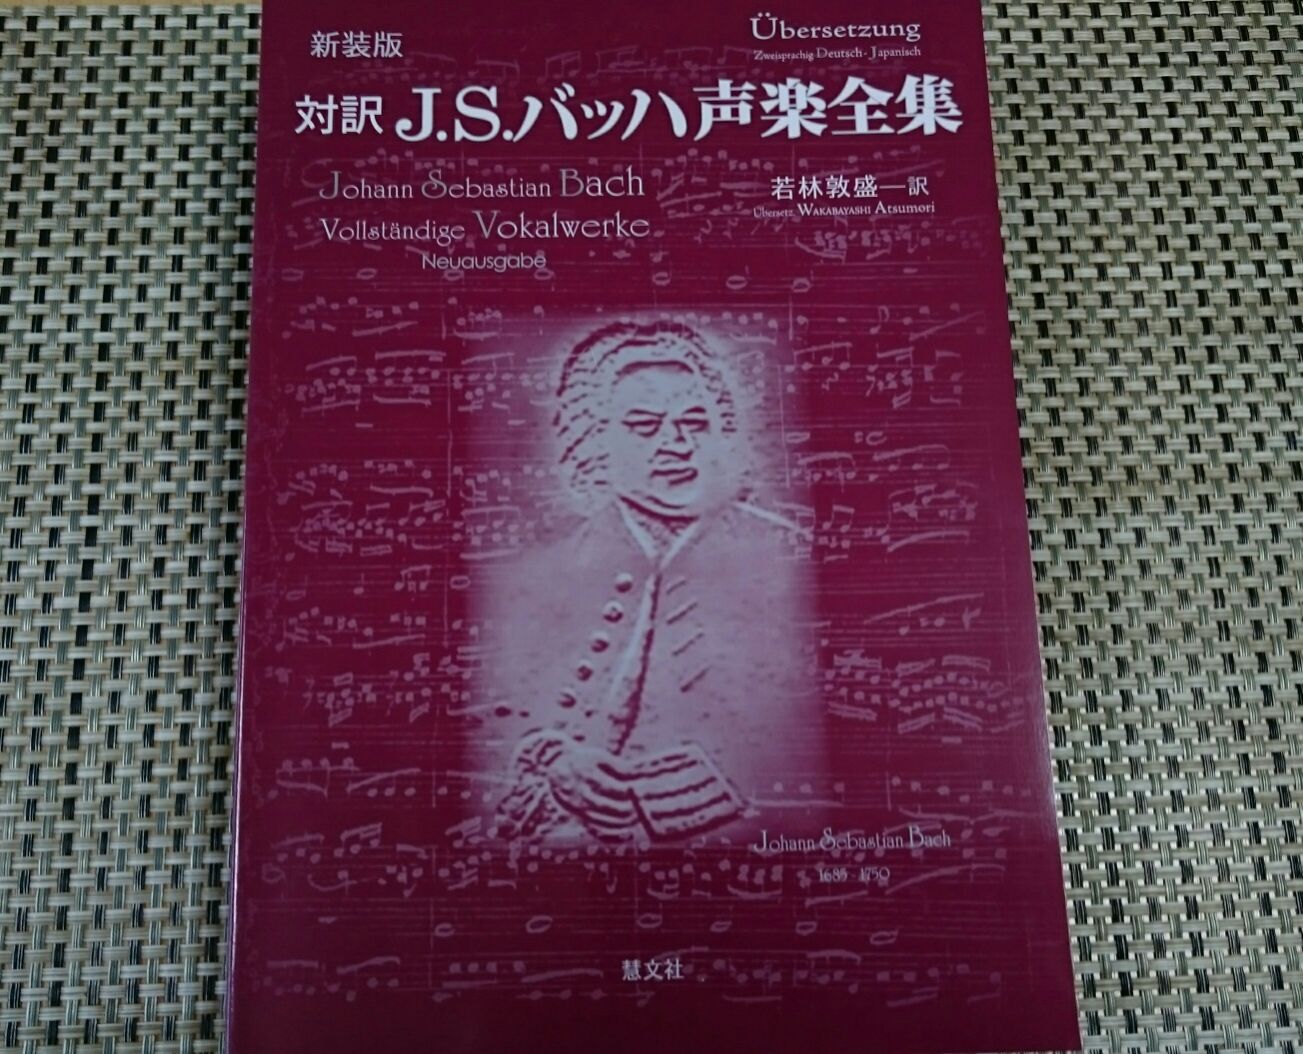 新装版
Übersetzung
Zweisprachig Deutsch - Japanisch
対訳 J.S.バッハ声楽全集
Johann Sebastian Bach
Vollständige Vokalwerke
Neuausgabe
若林敦盛―訳
Übersetz WAKABAYASHI Atsumori
Johann Sebastian Bach
1685 - 1750
慧文社